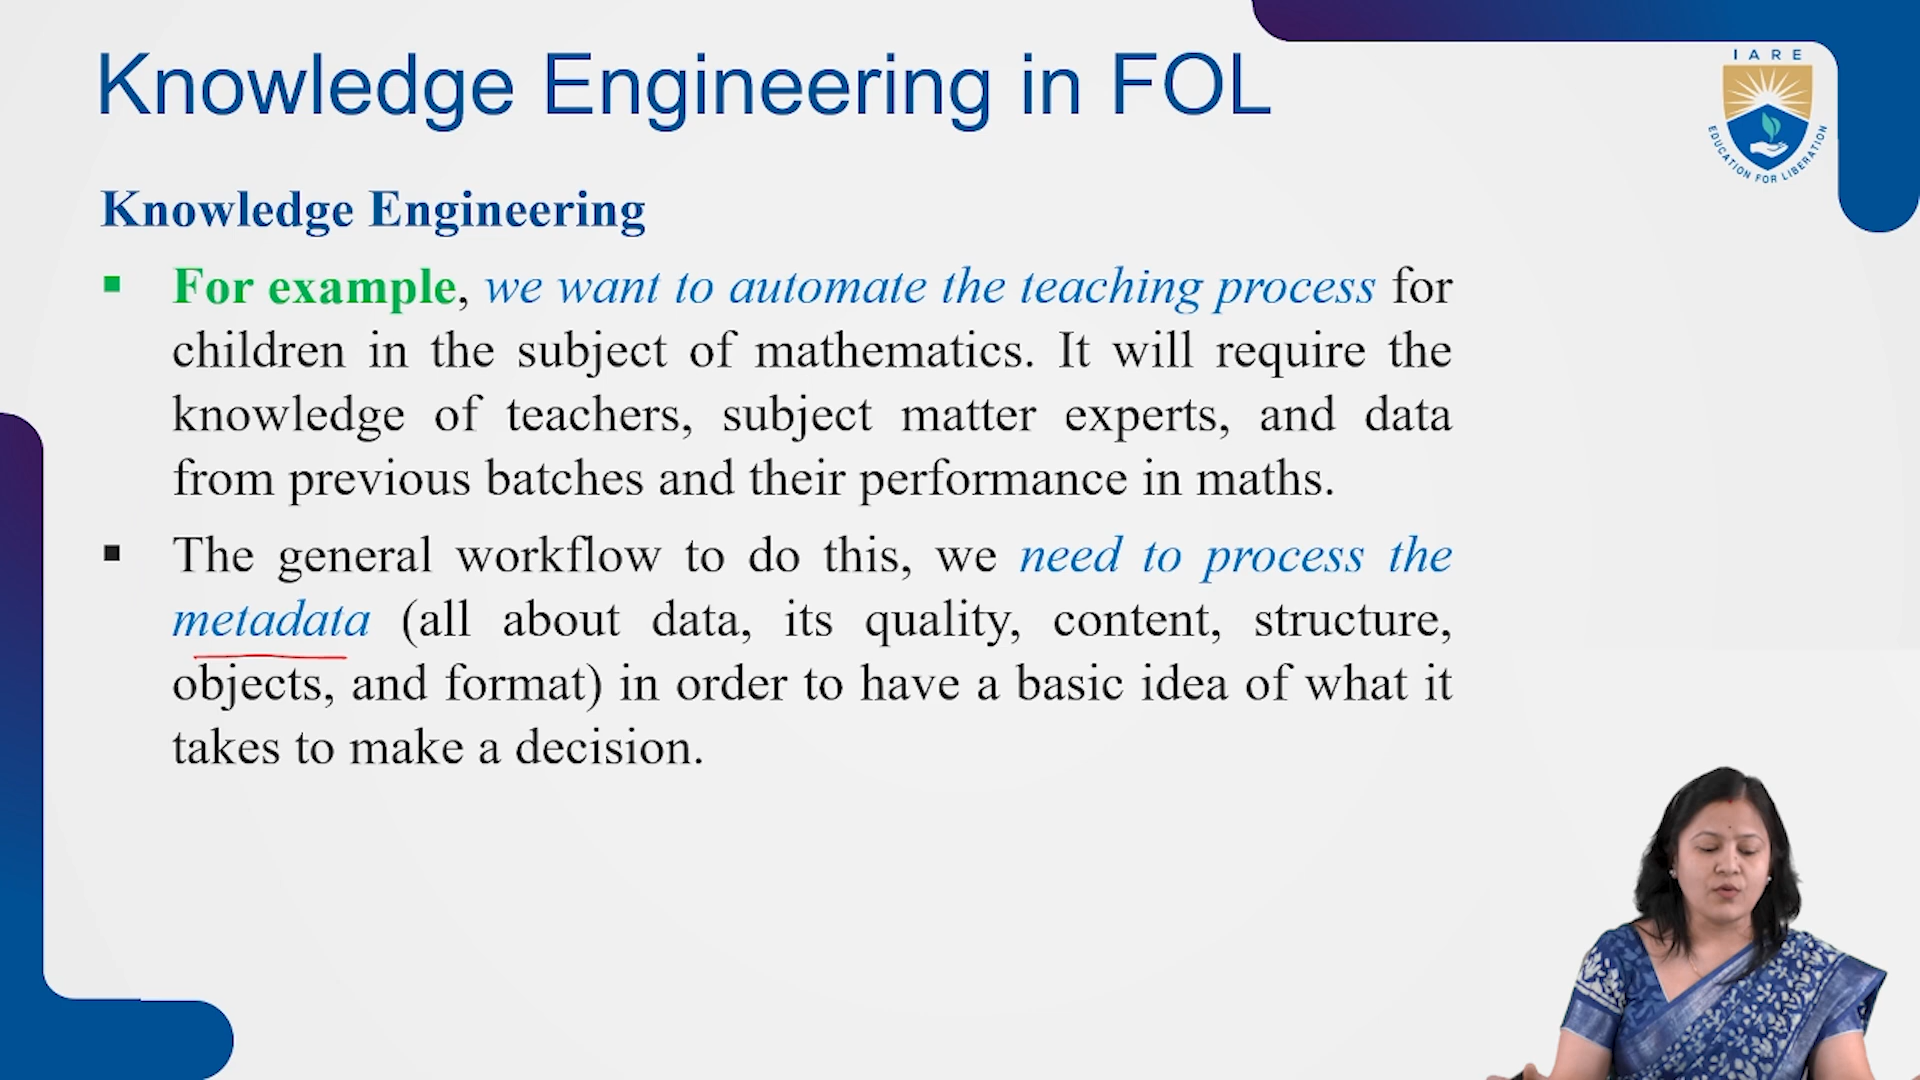 Knowledge Engineering in FOL
IARE
EDUCATION FOR LIBERATION
Knowledge Engineering
▪ For example, we want to automate the teaching process for
children in the subject of mathematics. It will require the
knowledge of teachers, subject matter experts, and data
from previous batches and their performance in maths.
▪ The general workflow to do this, we need to process the
metadata (all about data, its quality, content, structure,
objects, and format) in order to have a basic idea of what it
takes to make a decision.